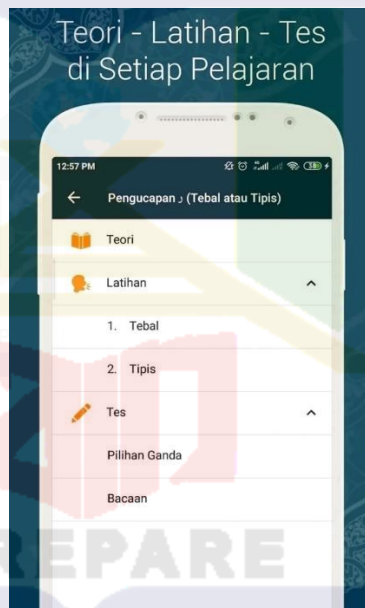 Teori - Latihan - Tes
di Setiap Pelajaran
12:57 PM
← Pengucapan ر (Tebal atau Tipis)
Teori
Latihan
1. Tebal
2. Tipis
Tes
Pilihan Ganda
Bacaan
REPARE